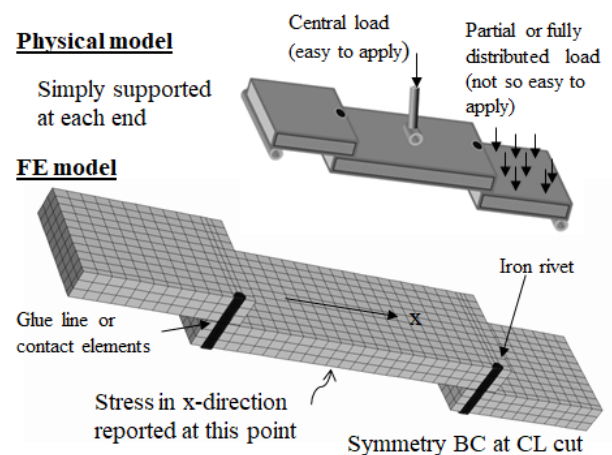 Physical model
Simply supported
at each end
Central load
(easy to apply)
Partial or fully
distributed load
(not so easy to
apply)
FE model
Iron rivet
x
Glue line or
contact elements
Stress in x-direction
reported at this point
Symmetry BC at CL cut